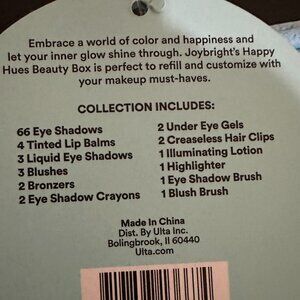 Embrace a world of color and happiness and
let your inner glow shine through. Joybright's Happy
Hues Beauty Box is perfect to refill and customize with
your makeup must-haves.
COLLECTION INCLUDES:
66 Eye Shadows
4 Tinted Lip Balms
3 Liquid Eye Shadows
3 Blushes
2 Bronzers
2 Eye Shadow Crayons
2 Under Eye Gels
2 Creaseless Hair Clips
1 Illuminating Lotion
1 Highlighter
1 Eye Shadow Brush
1 Blush Brush
Made In China
Dist. By Ulta Inc.
Bolingbrook, Il 60440
Ulta.com